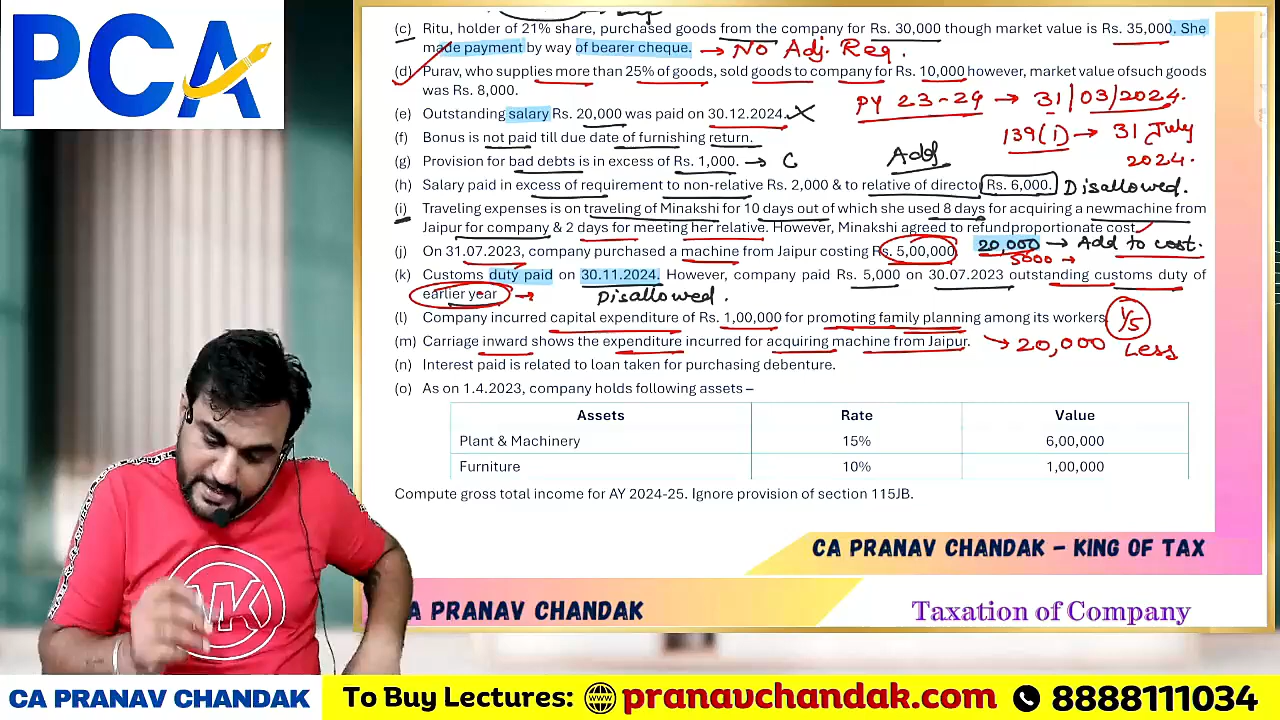 PCA
(c) Ritu, holder of 21% share, purchased goods from the company for Rs. 30,000 though market value is Rs. 35,000. She
made payment by way of bearer cheque. → No Adj. Req.
(d) Purav, who supplies more than 25% of goods, sold goods to company for Rs. 10,000 however, market value of such goods
was Rs. 8,000.
PY 23-24 → 31/03/2024.
(e) Outstanding salary Rs. 20,000 was paid on 30.12.2024. X
139(1) → 31 July
2024.
(f) Bonus is not paid till due date of furnishing return.
(g) Provision for bad debts is in excess of Rs. 1,000. → C Add
(h) Salary paid in excess of requirement to non-relative Rs. 2,000 & to relative of director Rs. 6,000. Disallowed.
(i) Traveling expenses is on traveling of Minakshi for 10 days out of which she used 8 days for acquiring a newmachine from
Jaipur for company & 2 days for meeting her relative. However, Minakshi agreed to refundproportionate cost.
(j) On 31.07.2023, company purchased a machine from Jaipur costing Rs. 5,00,000 20,000 → Add to cost.
5000 →
(k) Customs duty paid on 30.11.2024. However, company paid Rs. 5,000 on 30.07.2023 outstanding customs duty of
earlier year → Disallowed.
(l) Company incurred capital expenditure of Rs. 1,00,000 for promoting family planning among its workers. 1/5
(m) Carriage inward shows the expenditure incurred for acquiring machine from Jaipur. → 20,000 Less
(n) Interest paid is related to loan taken for purchasing debenture.
(o) As on 1.4.2023, company holds following assets –
Assets Rate Value
Plant & Machinery 15% 6,00,000
Furniture 10% 1,00,000
Compute gross total income for AY 2024-25. Ignore provision of section 115JB.
CA PRANAV CHANDAK – KING OF TAX
CA PRANAV CHANDAK
Taxation of Company
CA PRANAV CHANDAK
To Buy Lectures: pranavchandak.com 8888111034